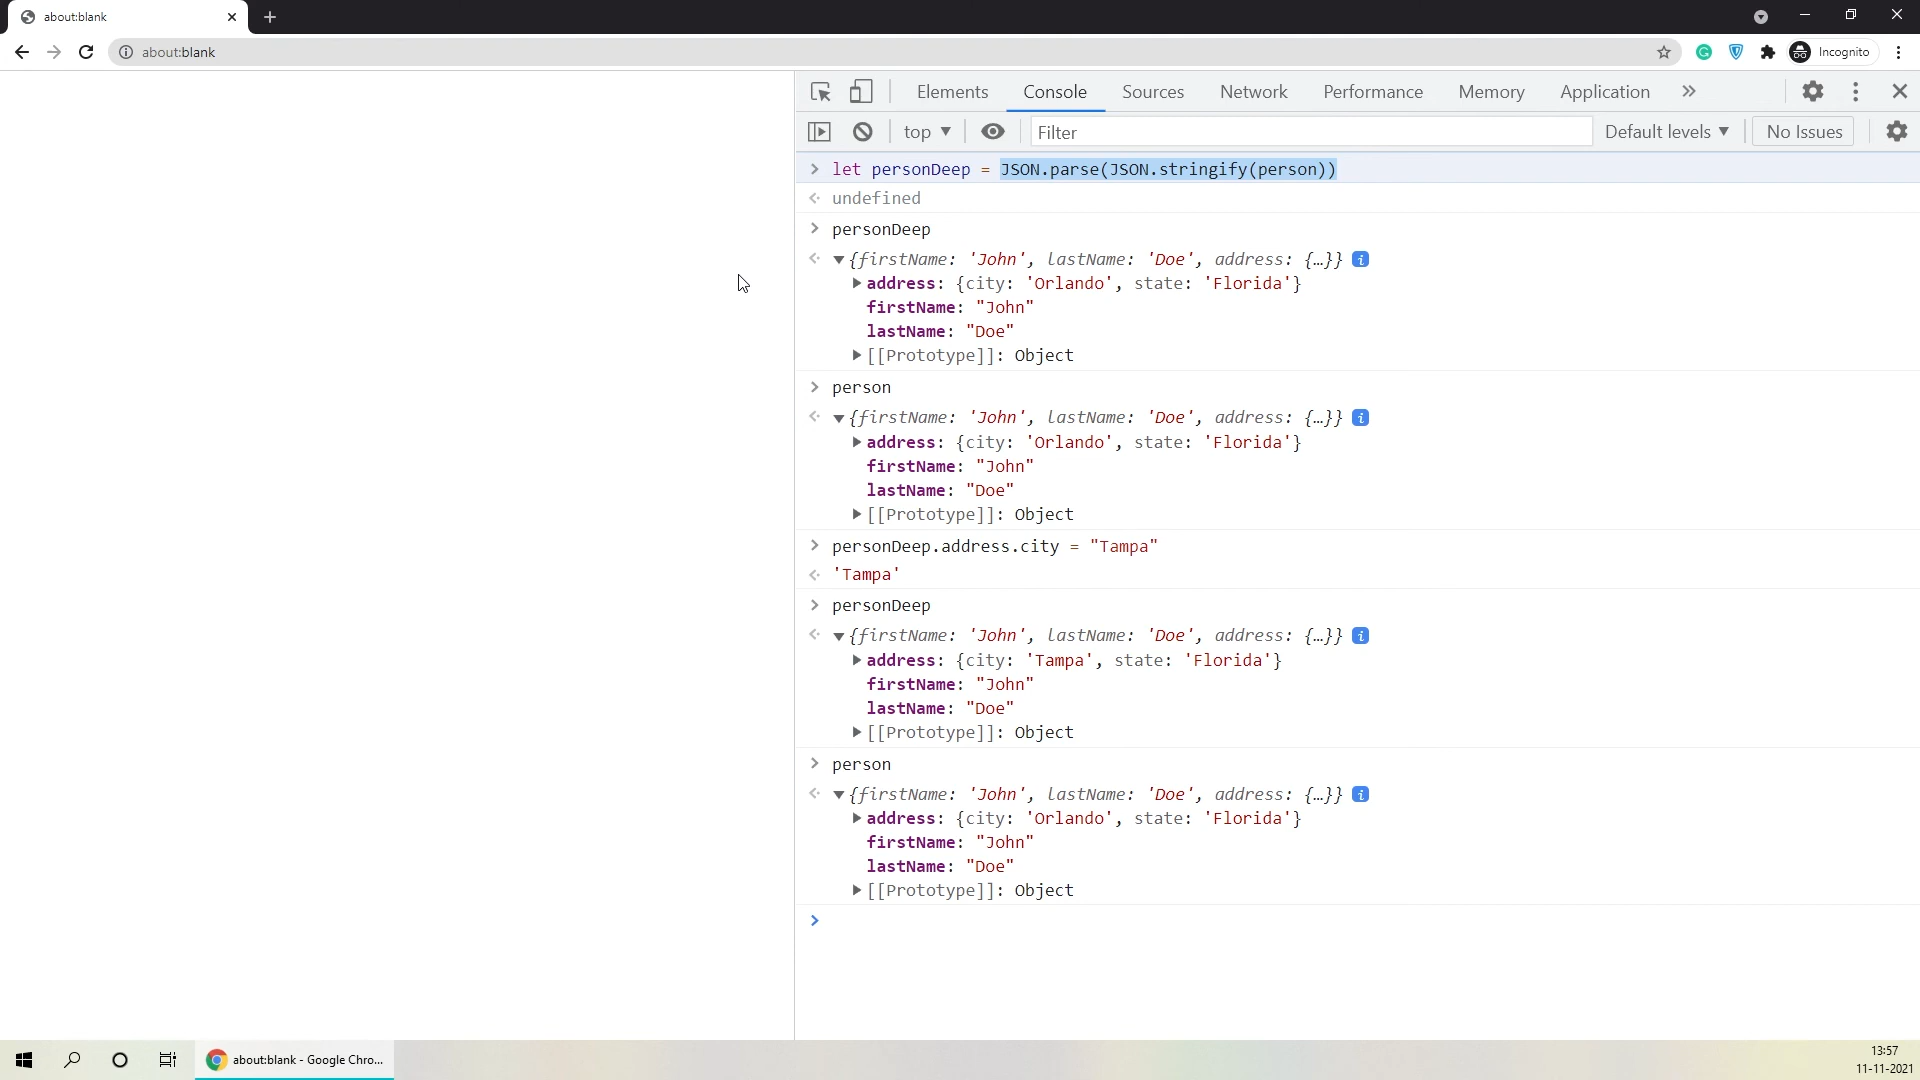 about:blank
about:blank
Incognito
Elements Console Sources Network Performance Memory Application
top Filter Default levels No Issues
let personDeep = JSON.parse(JSON.stringify(person))
undefined
personDeep
{firstName: 'John', lastName: 'Doe', address: {…}}
address: {city: 'Orlando', state: 'Florida'}
firstName: "John"
lastName: "Doe"
[[Prototype]]: Object
person
{firstName: 'John', lastName: 'Doe', address: {…}}
address: {city: 'Orlando', state: 'Florida'}
firstName: "John"
lastName: "Doe"
[[Prototype]]: Object
personDeep.address.city = "Tampa"
'Tampa'
personDeep
{firstName: 'John', lastName: 'Doe', address: {…}}
address: {city: 'Tampa', state: 'Florida'}
firstName: "John"
lastName: "Doe"
[[Prototype]]: Object
person
{firstName: 'John', lastName: 'Doe', address: {…}}
address: {city: 'Orlando', state: 'Florida'}
firstName: "John"
lastName: "Doe"
[[Prototype]]: Object
about:blank - Google Chro...
13:57
11-11-2021